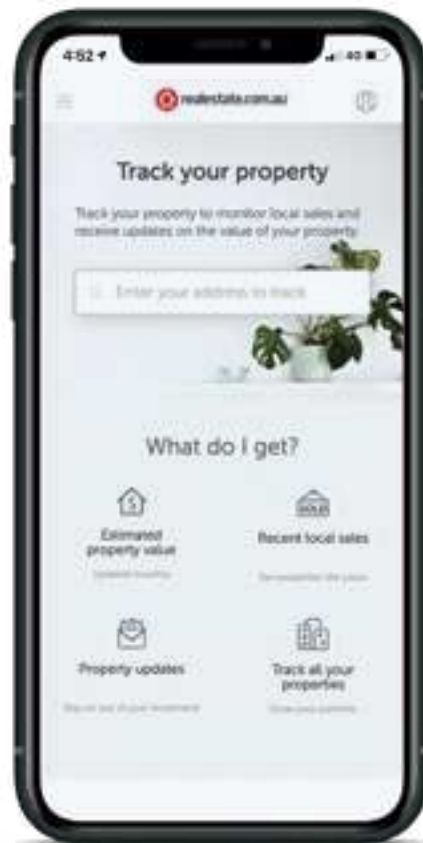 4:52
4G
realestate.com.au
Track your property
Track your property to monitor local sales and
receive updates on the value of your property
Enter your address to track
What do I get?
Estimated
property value
SOLD
Recent local sales
Property updates
Track all your
properties